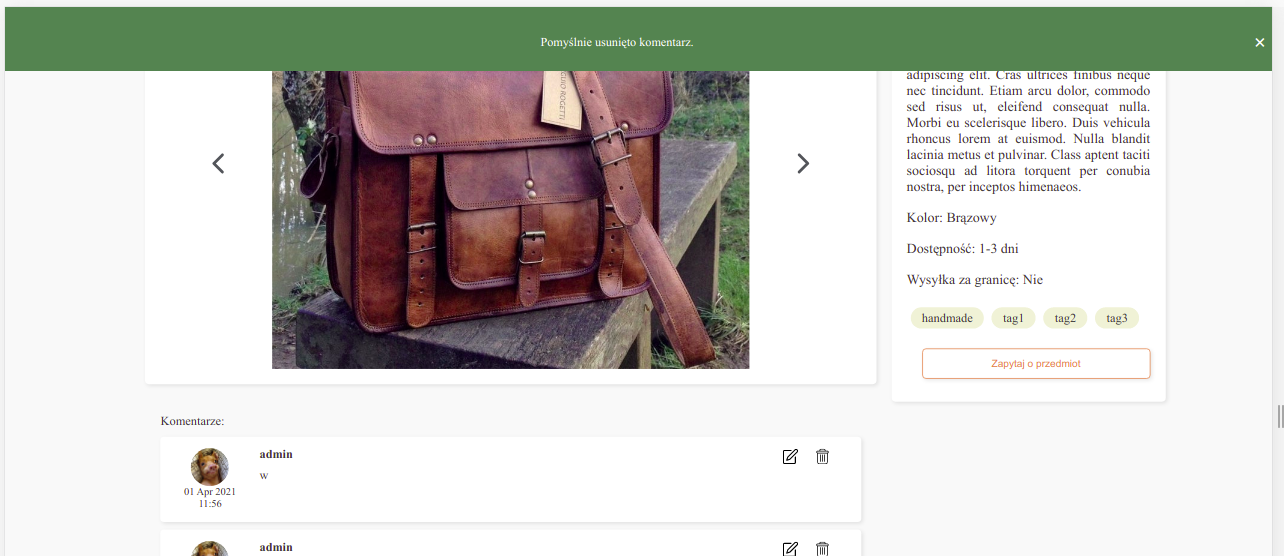 Pomyślnie usunięto komentarz.
adipiscing elit. Cras ultrices finibus neque
nec tincidunt. Etiam arcu dolor, commodo
sed risus ut, eleifend consequat nulla.
Morbi eu scelerisque libero. Duis vehicula
rhoncus lorem at euismod. Nulla blandit
lacinia metus et pulvinar. Class aptent taciti
sociosqu ad litora torquent per conubia
nostra, per inceptos himenaeos.
Kolor: Brązowy
Dostępność: 1-3 dni
Wysyłka za granicę: Nie
handmade tag1 tag2 tag3
Zapytaj o przedmiot
Komentarze:
admin
w
01 Apr 2021
11:56
admin